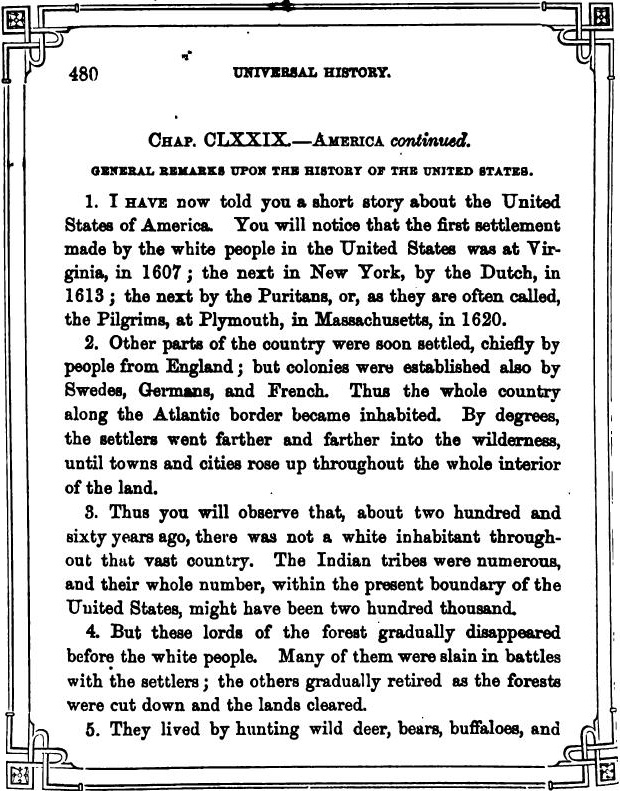 480 UNIVERSAL HISTORY.
CHAP. CLXXIX.—AMERICA continued.
GENERAL REMARKS UPON THE HISTORY OF THE UNITED STATES.
1. I HAVE now told you a short story about the United
States of America. You will notice that the first settlement
made by the white people in the United States was at Vir-
ginia, in 1607; the next in New York, by the Dutch, in
1613; the next by the Puritans, or, as they are often called,
the Pilgrims, at Plymouth, in Massachusetts, in 1620.
2. Other parts of the country were soon settled, chiefly by
people from England; but colonies were established also by
Swedes, Germans, and French. Thus the whole country
along the Atlantic border became inhabited. By degrees,
the settlers went farther and farther into the wilderness,
until towns and cities rose up throughout the whole interior
of the land.
3. Thus you will observe that, about two hundred and
sixty years ago, there was not a white inhabitant through-
out that vast country. The Indian tribes were numerous,
and their whole number, within the present boundary of the
United States, might have been two hundred thousand.
4. But these lords of the forest gradually disappeared
before the white people. Many of them were slain in battles
with the settlers; the others gradually retired as the forests
were cut down and the lands cleared.
5. They lived by hunting wild deer, bears, buffaloes, and